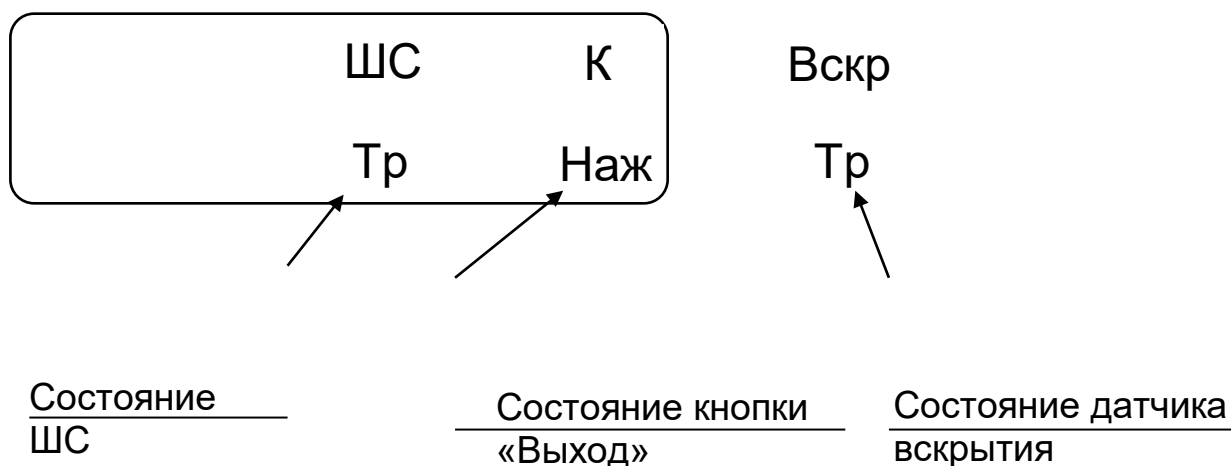 ШС К Вскр
Тр Наж Тр
Состояние
ШС
Состояние кнопки
«Выход»
Состояние датчика
вскрытия